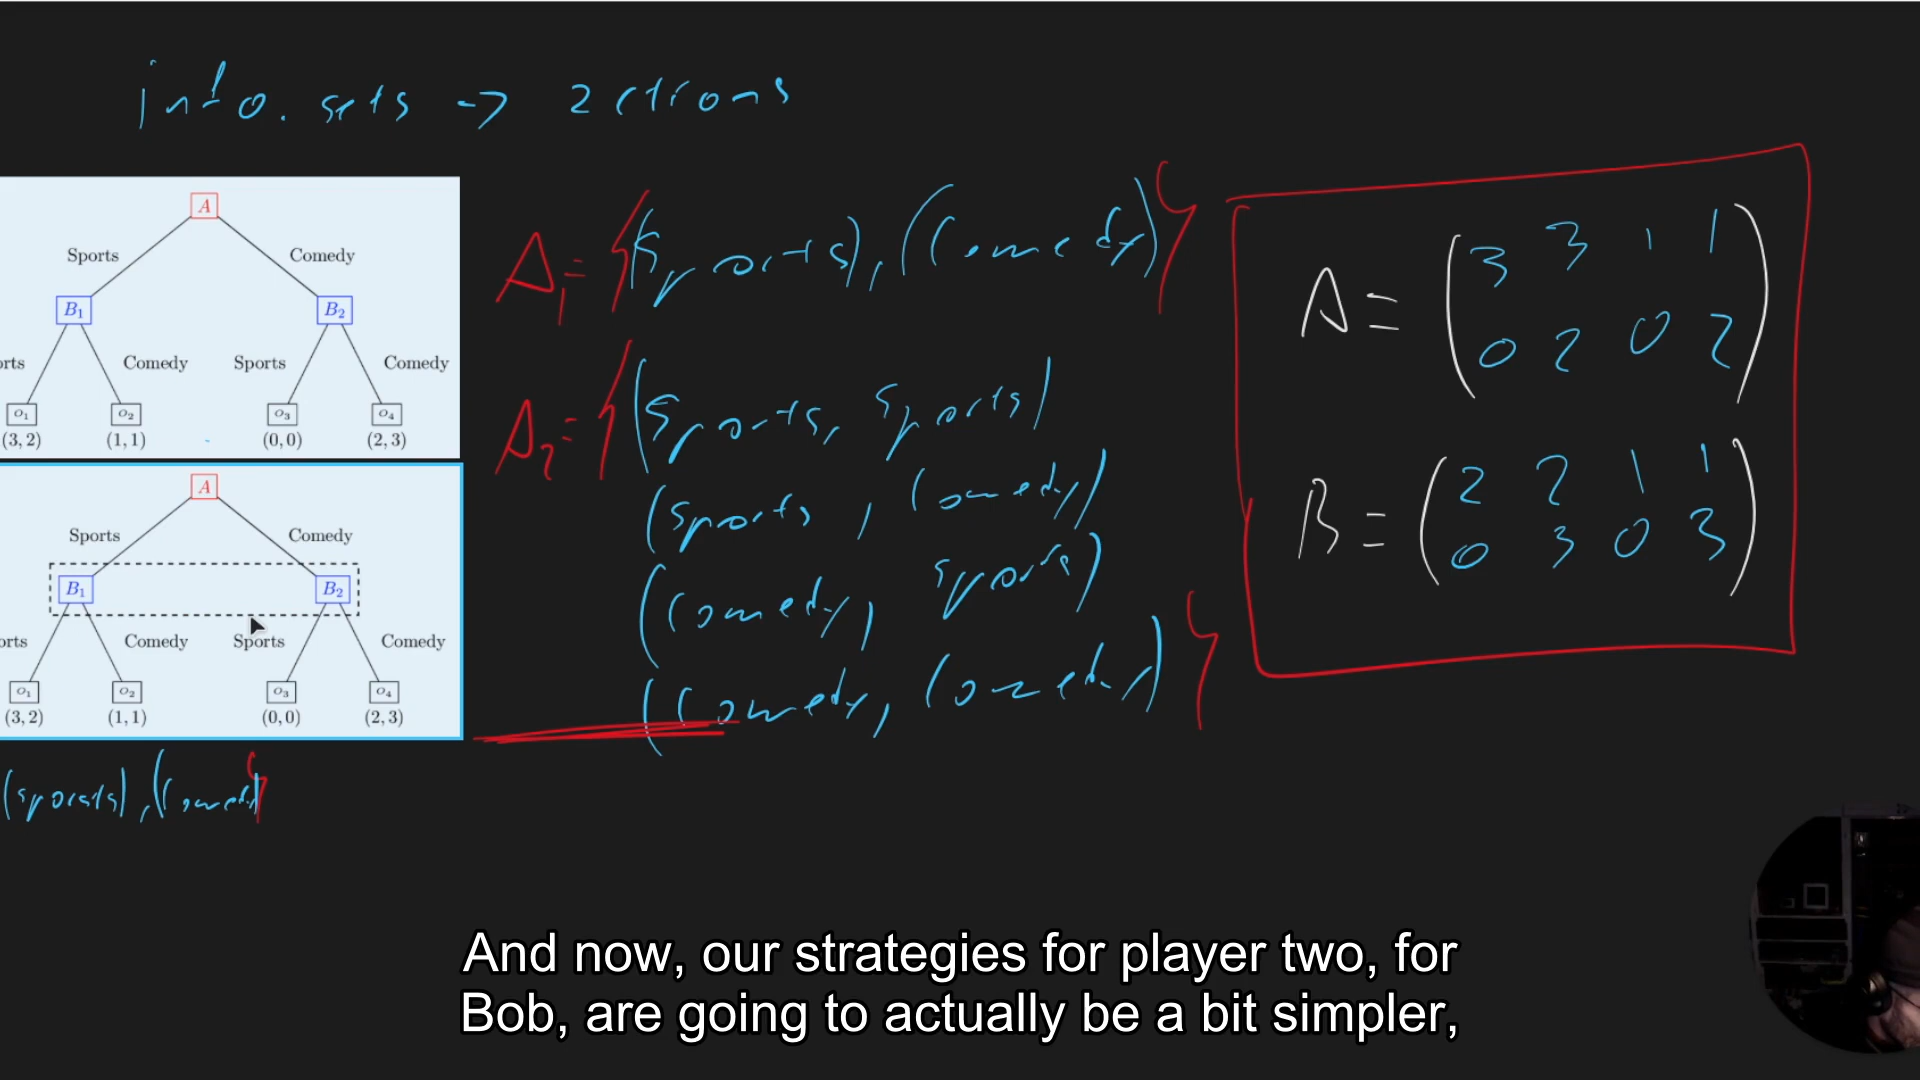 info. sets -> actions
A
Sports Comedy
B1 B2
orts Comedy Sports Comedy
o1 o2 o3 o4
(3, 2) (1, 1) (0, 0) (2, 3)
A
Sports Comedy
B1 B2
orts Comedy Sports Comedy
o1 o2 o3 o4
(3, 2) (1, 1) (0, 0) (2, 3)
(sports), (Comedy) }
A1 = { (Sports), (Comedy) }
A2 = { (Sports, Sports)
(Sports, Comedy)
(Comedy, Sports)
(Comedy, Comedy) }
A = ( 3 3 1 1
0 2 0 2 )
B = ( 2 2 1 1
0 3 0 3 )
And now, our strategies for player two, for
Bob, are going to actually be a bit simpler,